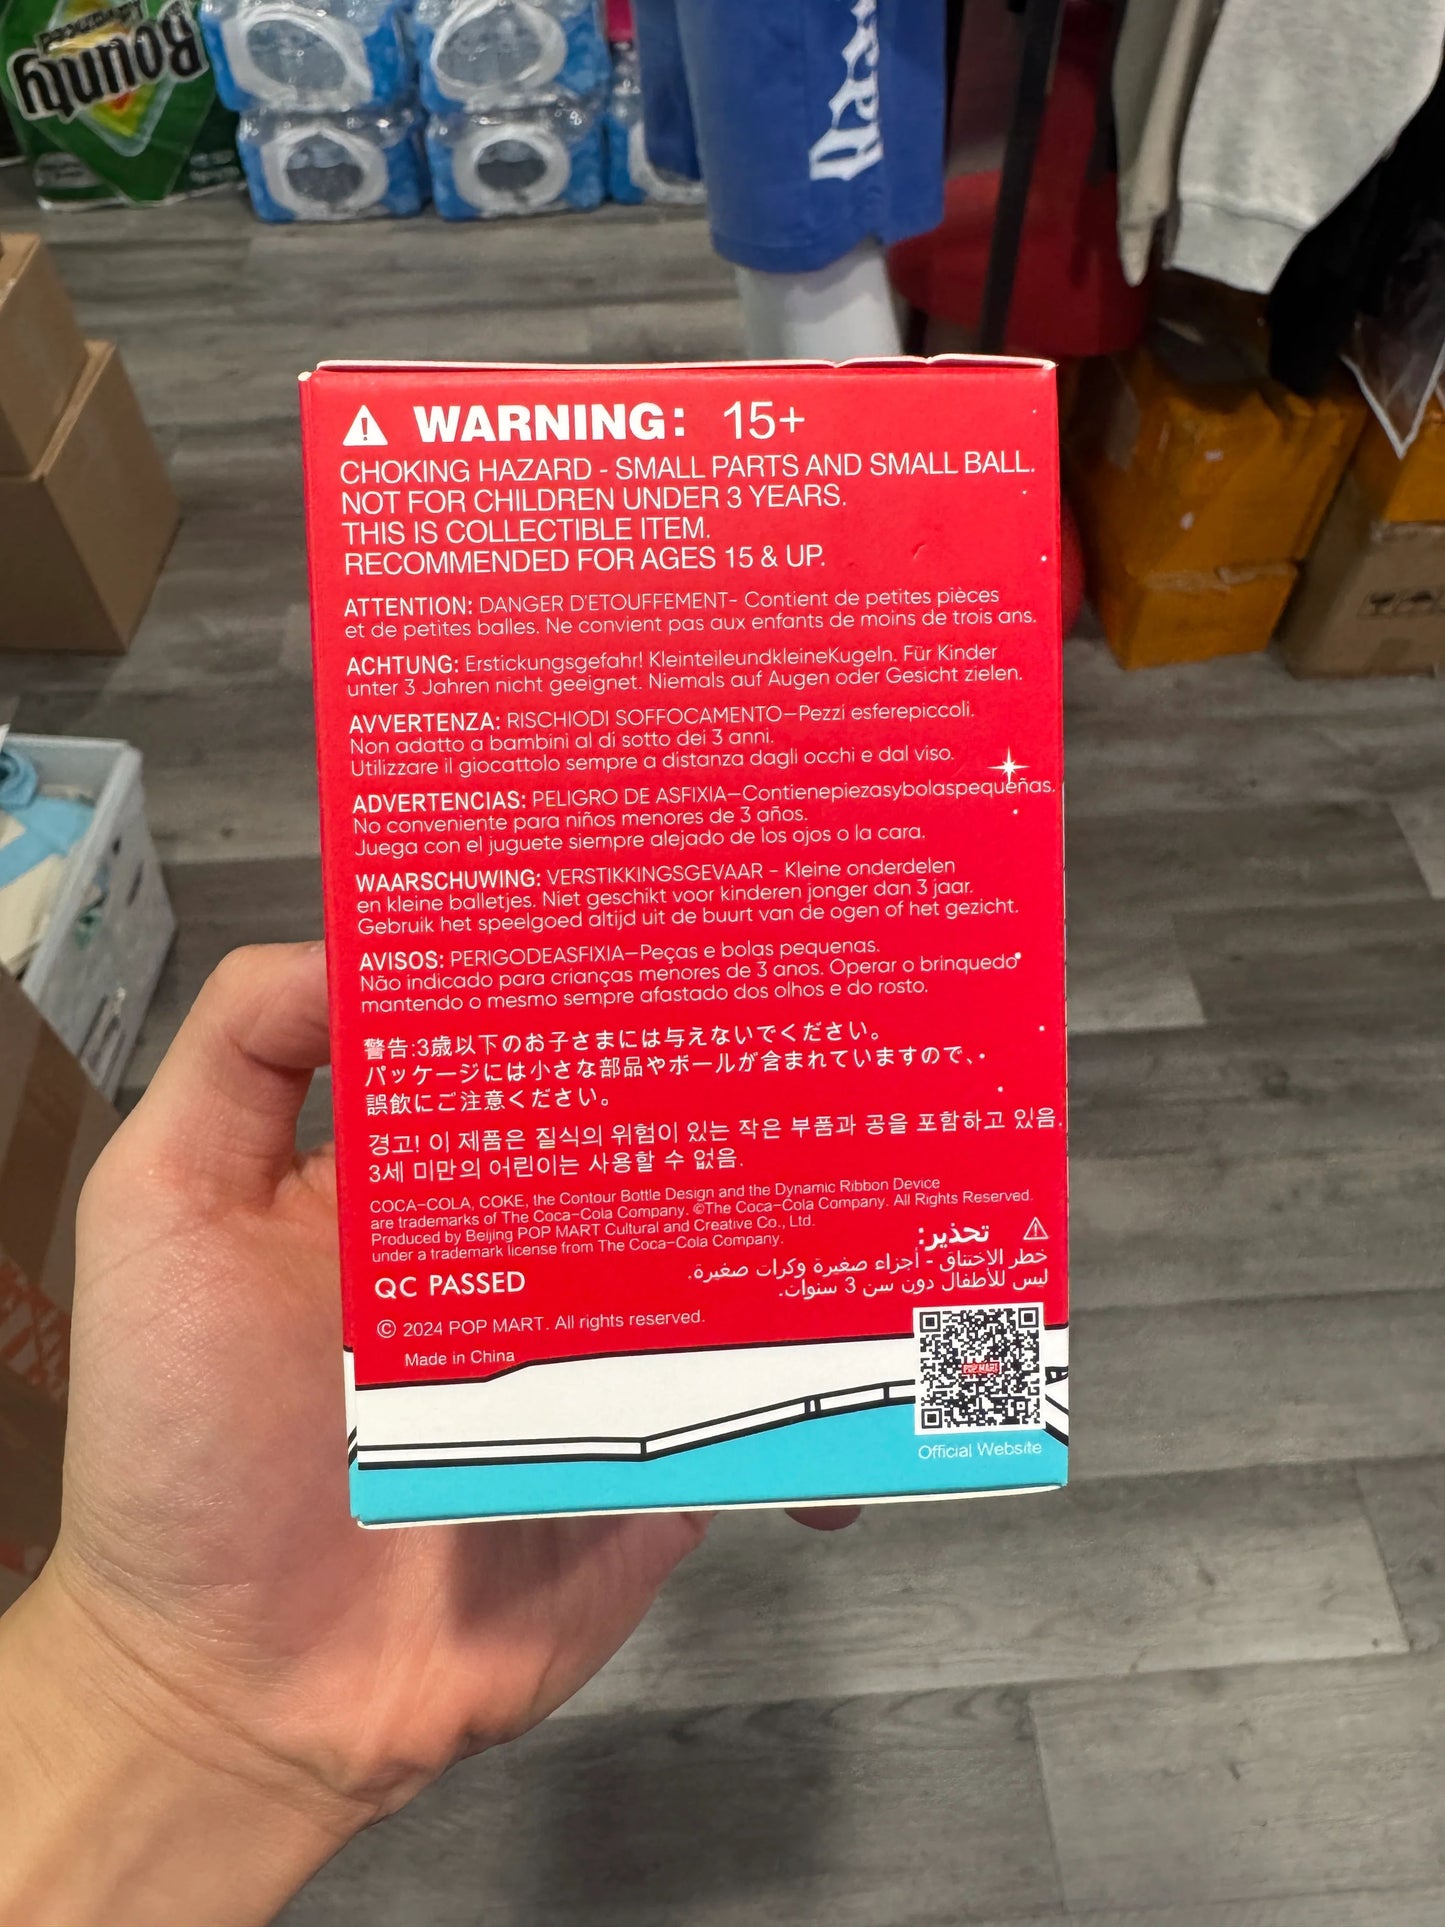 Bounty
Advanced
WARNING: 15+
CHOKING HAZARD - SMALL PARTS AND SMALL BALL.
NOT FOR CHILDREN UNDER 3 YEARS.
THIS IS COLLECTIBLE ITEM.
RECOMMENDED FOR AGES 15 & UP.
ATTENTION: DANGER D'ETOUFFEMENT- Contient de petites pièces
et de petites balles. Ne convient pas aux enfants de moins de trois ans.
ACHTUNG: Erstickungsgefahr! KleinteileundkleineKugeln. Für Kinder
unter 3 Jahren nicht geeignet. Niemals auf Augen oder Gesicht zielen.
AVVERTENZA: RISCHIODI SOFFOCAMENTO—Pezzi esferepiccoli.
Non adatto a bambini al di sotto dei 3 anni.
Utilizzare il giocattolo sempre a distanza dagli occhi e dal viso.
ADVERTENCIAS: PELIGRO DE ASFIXIA—Contienepiezasybolaspequeñas.
No conveniente para niños menores de 3 años.
Juega con el juguete siempre alejado de los ojos o la cara.
WAARSCHUWING: VERSTIKKINGSGEVAAR - Kleine onderdelen
en kleine balletjes. Niet geschikt voor kinderen jonger dan 3 jaar.
Gebruik het speelgoed altijd uit de buurt van de ogen of het gezicht.
AVISOS: PERIGODEASFIXIA—Peças e bolas pequenas.
Não indicado para crianças menores de 3 anos. Operar o brinquedo
mantendo o mesmo sempre afastado dos olhos e do rosto.
警告:3歳以下のお子さまには与えないでください。
パッケージには小さな部品やボールが含まれていますので、
誤飲にご注意ください。
경고! 이 제품은 질식의 위험이 있는 작은 부품과 공을 포함하고 있음.
3세 미만의 어린이는 사용할 수 없음.
COCA-COLA, COKE, the Contour Bottle Design and the Dynamic Ribbon Device
are trademarks of The Coca-Cola Company. ©The Coca-Cola Company. All Rights Reserved.
Produced by Beijing POP MART Cultural and Creative Co., Ltd.
under a trademark license from The Coca-Cola Company.
تحذير:
خطر الاختناق - أجزاء صغيرة وكرات صغيرة.
ليس للأطفال دون سن 3 سنوات.
QC PASSED
© 2024 POP MART. All rights reserved.
Made in China
POP MART
Official Website